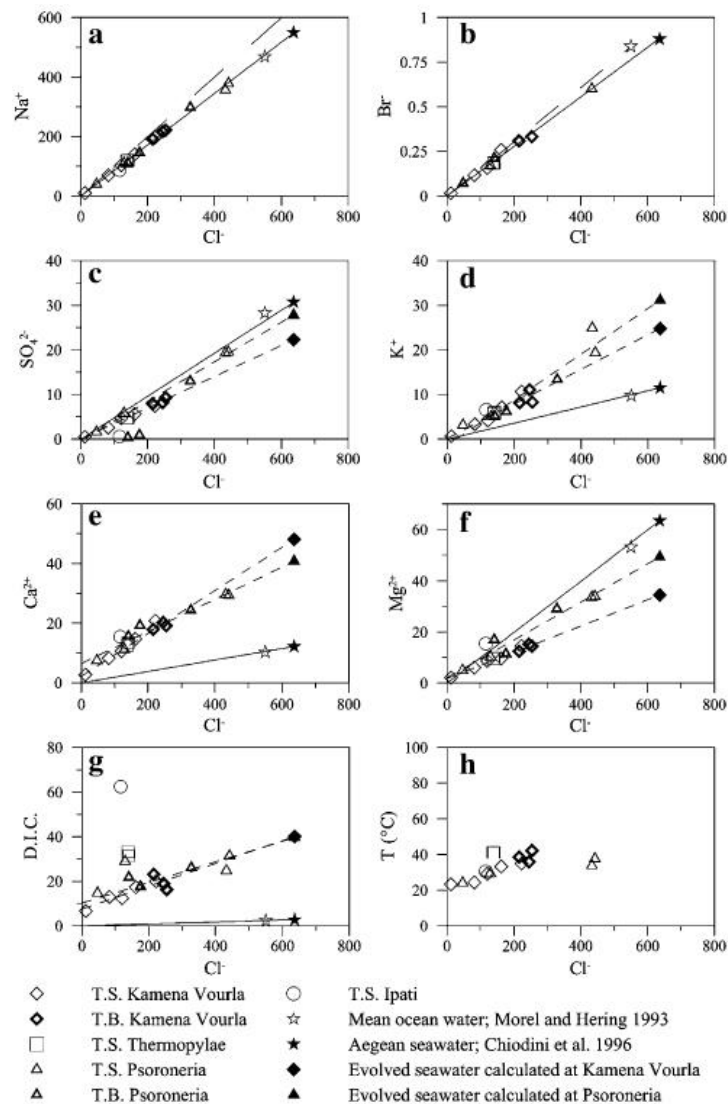 a
Na⁺
600
400
200
0
0 200 400 600 800
Cl⁻
b
Br⁻
1
0.75
0.5
0.25
0
0 200 400 600 800
Cl⁻
c
SO₄²⁻
40
30
20
10
0
0 200 400 600 800
Cl⁻
d
K⁺
40
30
20
10
0
0 200 400 600 800
Cl⁻
e
Ca²⁺
60
40
20
0
0 200 400 600 800
Cl⁻
f
Mg²⁺
80
60
40
20
0
0 200 400 600 800
Cl⁻
g
D.I.C.
80
60
40
20
0
0 200 400 600 800
Cl⁻
h
T (°C)
100
80
60
40
20
0
0 200 400 600 800
Cl⁻
T.S. Kamena Vourla
T.B. Kamena Vourla
T.S. Thermopylae
T.S. Psoroneria
T.B. Psoroneria
T.S. Ipati
Mean ocean water; Morel and Hering 1993
Aegean seawater; Chiodini et al. 1996
Evolved seawater calculated at Kamena Vourla
Evolved seawater calculated at Psoroneria